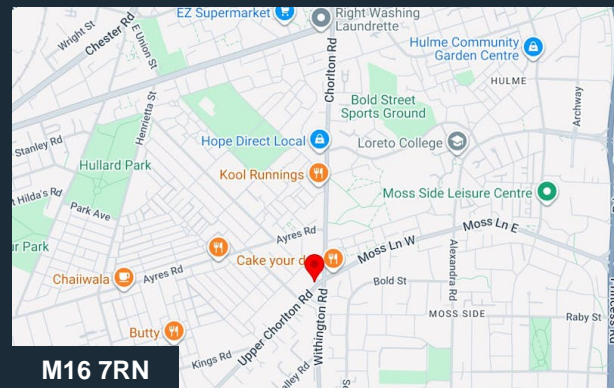 EZ Supermarket
Right Washing
Laundrette
Wright St
Chester Rd
E Union St
Chorlton Rd
Hulme Community
Garden Centre
HULME
Henrietta St
Bold Street
Sports Ground
Archway
Stanley Rd
Hope Direct Local
Loreto College
Hullard Park
Kool Runnings
Moss Side Leisure Centre
Hilda's Rd
Park Ave
Ayres Rd
Moss Ln E
Cake your d
Moss Ln W
Chaiiwala
Ayres Rd
Bold St
Alexandra Rd
Upper Chorlton Rd
Withington Rd
MOSS SIDE
Raby St
Butty
Kings Rd
M16 7RN